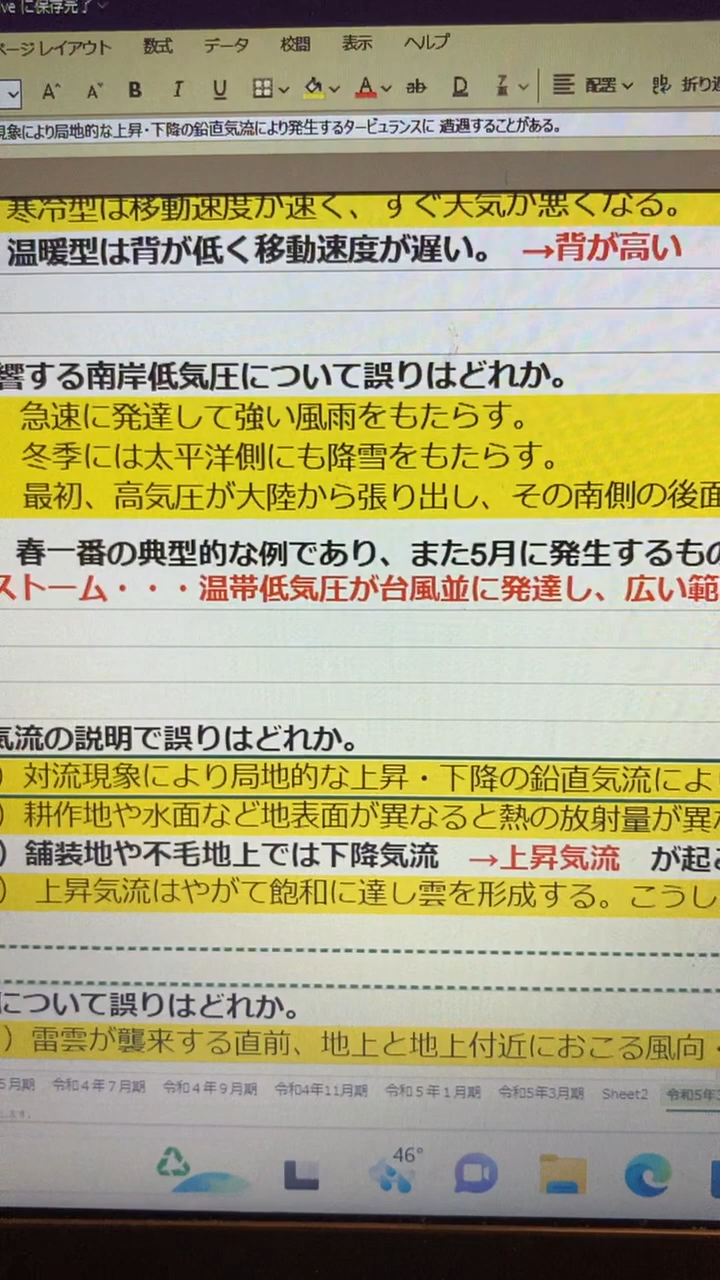 ive に保存完了
ページ レイアウト 数式 データ 校閲 表示 ヘルプ
A^ A˅ B I U A ab D 配置 ab 折り返
現象により局地的な上昇・下降の鉛直気流により発生するタービュランスに 遭遇することがある。
寒冷型は移動速度が速く、すぐ天気が悪くなる。
温暖型は背が低く移動速度が遅い。 →背が高い
響する南岸低気圧について誤りはどれか。
急速に発達して強い風雨をもたらす。
冬季には太平洋側にも降雪をもたらす。
最初、高気圧が大陸から張り出し、その南側の後面
春一番の典型的な例であり、また5月に発生するもの
ストーム・・・温帯低気圧が台風並に発達し、広い範
気流の説明で誤りはどれか。
) 対流現象により局地的な上昇・下降の鉛直気流によ
) 耕作地や水面など地表面が異なると熱の放射量が異な
) 舗装地や不毛地上では下降気流 →上昇気流 が起こ
) 上昇気流はやがて飽和に達し雲を形成する。こうし
について誤りはどれか。
) 雷雲が襲来する直前、地上と地上付近におこる風向・
5月期 令和4年7月期 令和4年9月期 令和4年11月期 令和5年1月期 令和5年3月期 Sheet2 令和5年
します。
46°